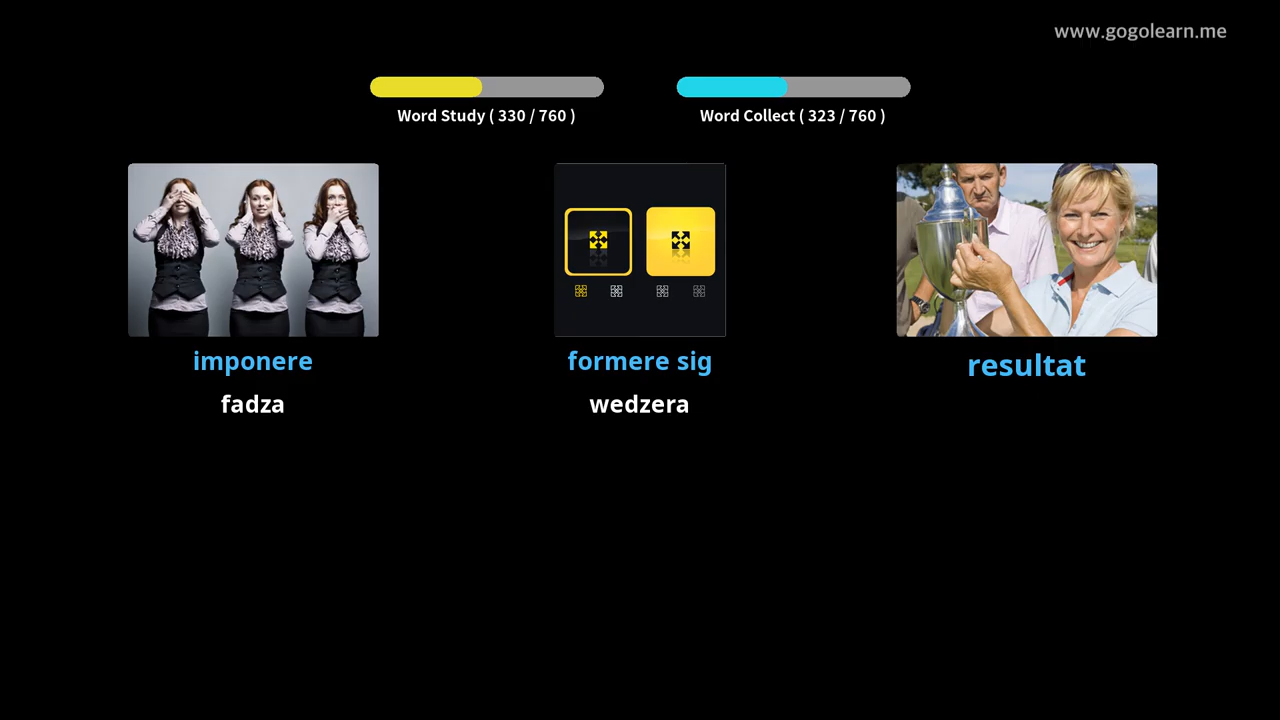 www.gogolearn.me
Word Study ( 330 / 760 )
Word Collect ( 323 / 760 )
imponere
formere sig
resultat
fadza
wedzera